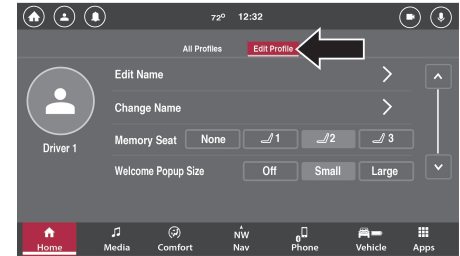 72° 12:32
All Profiles Edit Profile
Edit Name
Change Name
Driver 1
Memory Seat None 1 2 3
Welcome Popup Size Off Small Large
NW
0
Home Media Comfort Nav Phone Vehicle Apps